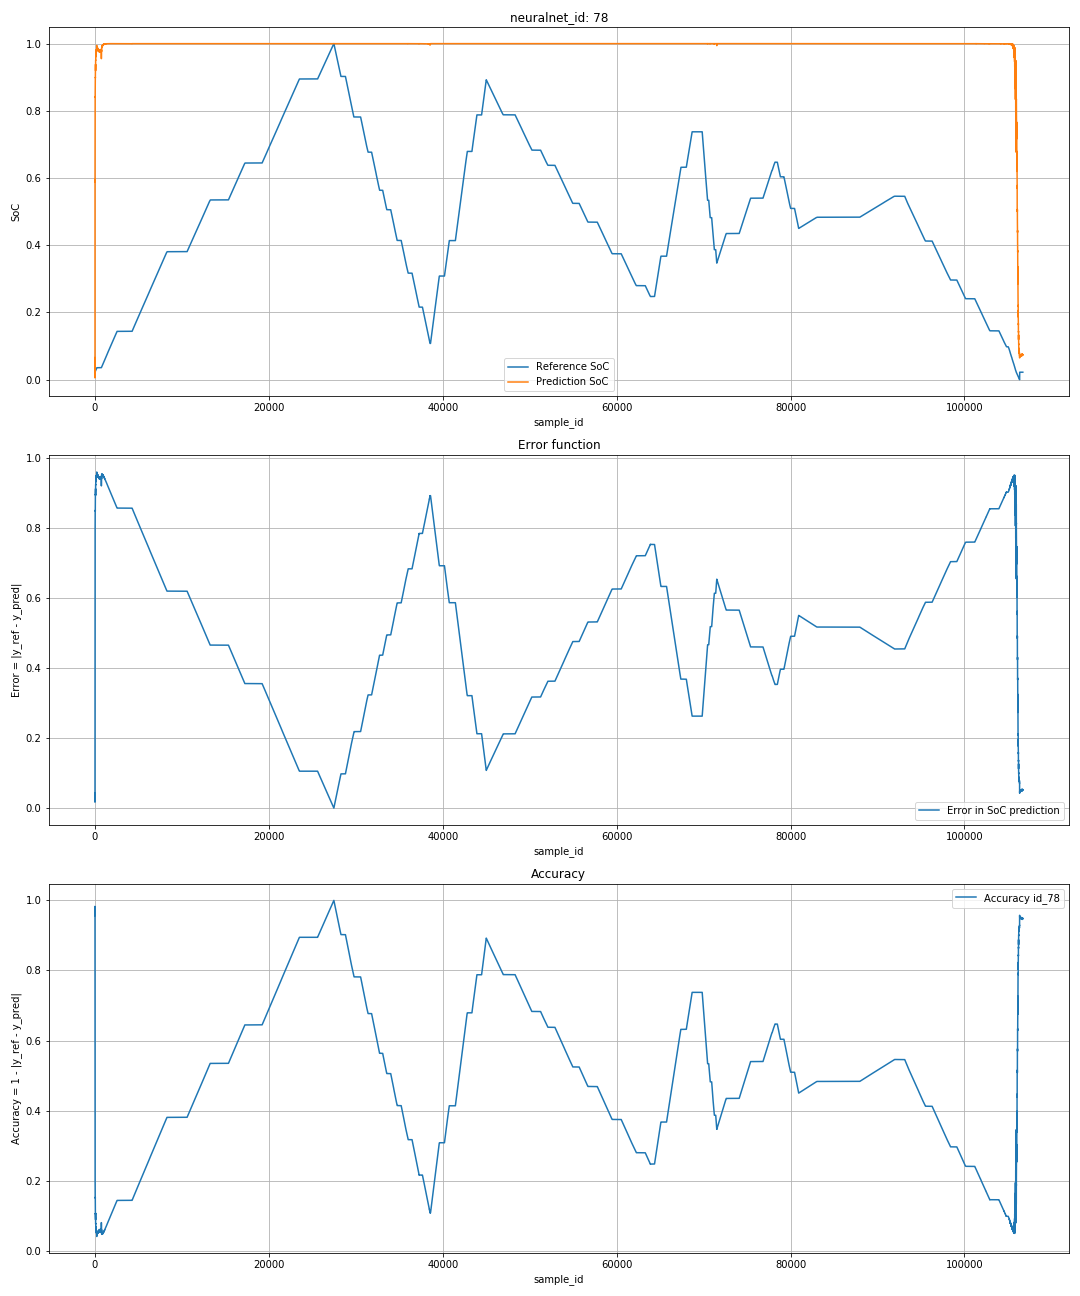 neuralnet_id: 78
1.0
0.8
0.6
0.4
0.2
0.0
SoC
Reference SoC
Prediction SoC
0 20000 40000 60000 80000 100000
sample_id
Error function
1.0
0.8
0.6
0.4
0.2
0.0
Error = |y_ref - y_pred|
Error in SoC prediction
0 20000 40000 60000 80000 100000
sample_id
Accuracy
1.0
0.8
0.6
0.4
0.2
0.0
Accuracy = 1 - |y_ref - y_pred|
Accuracy id_78
0 20000 40000 60000 80000 100000
sample_id